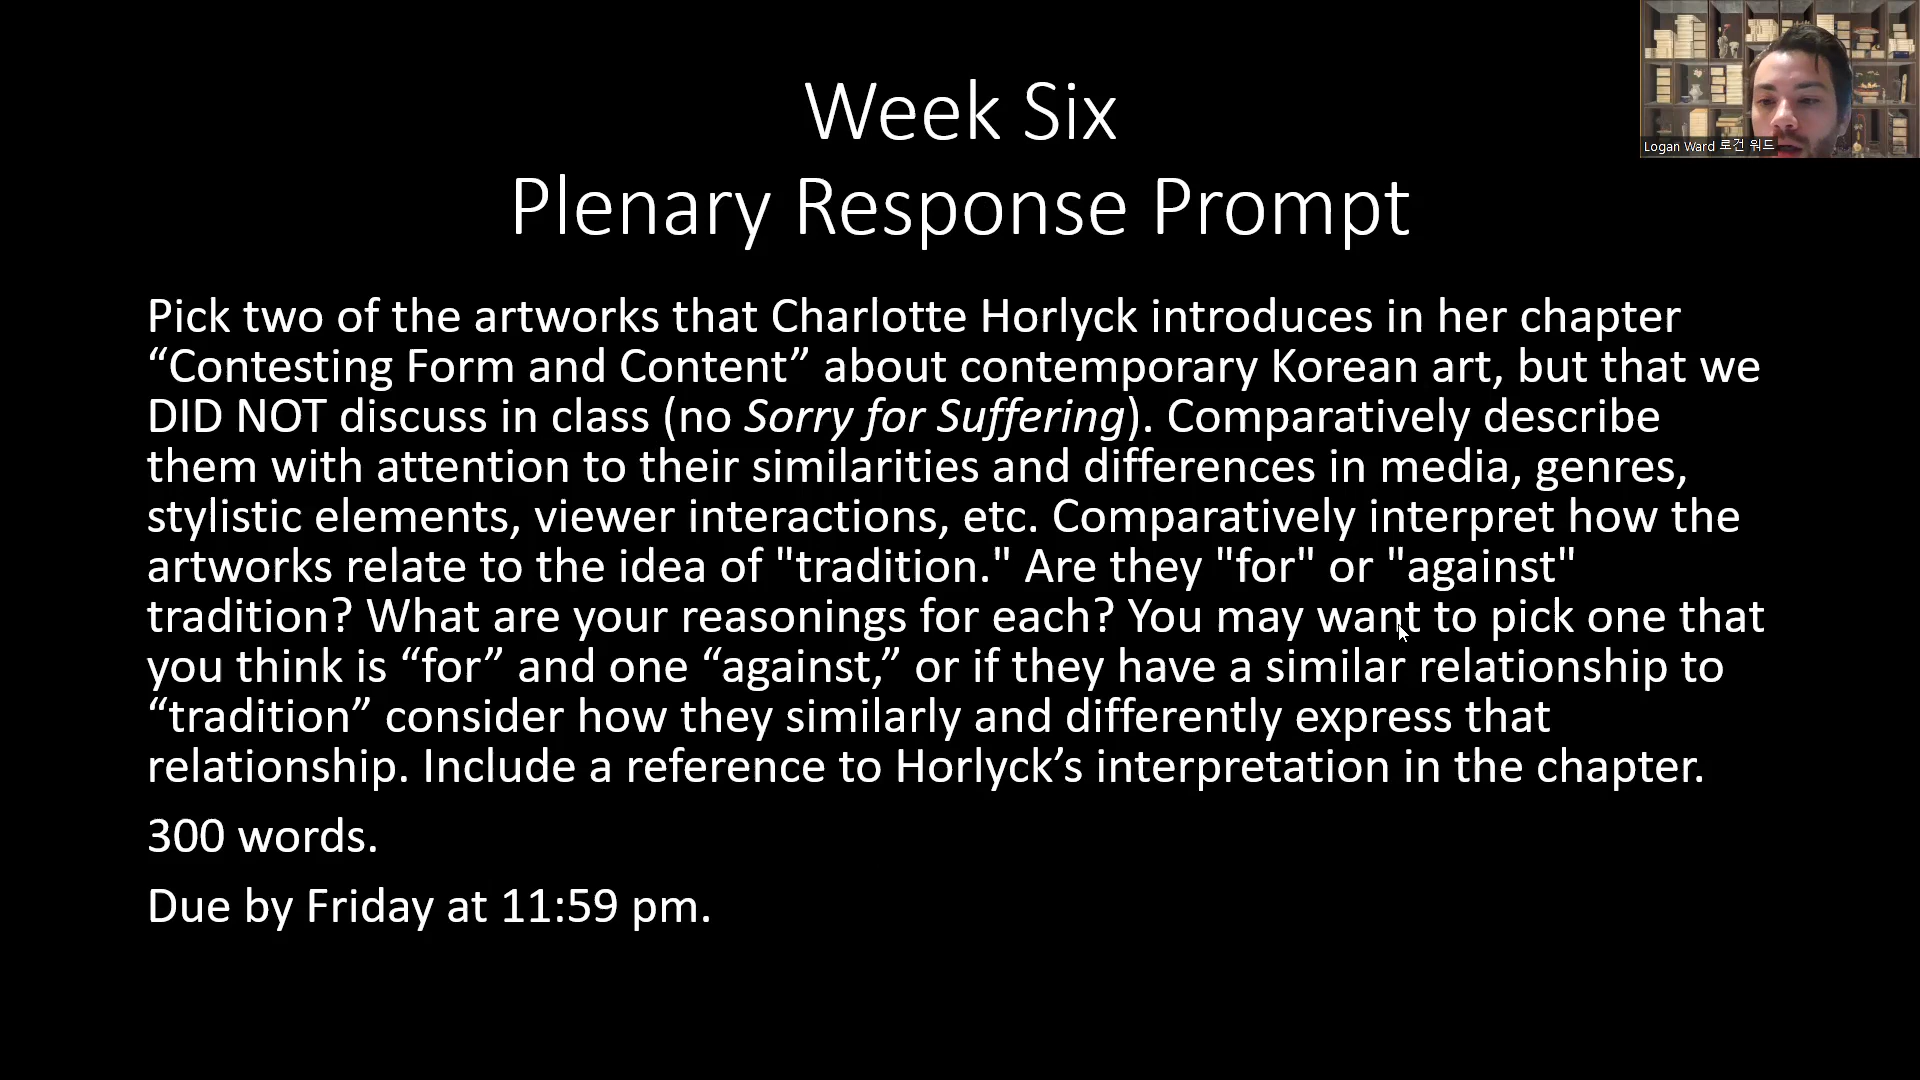 Week Six
Plenary Response Prompt
Logan Ward 로건 워드
Pick two of the artworks that Charlotte Horlyck introduces in her chapter
“Contesting Form and Content” about contemporary Korean art, but that we
DID NOT discuss in class (no Sorry for Suffering). Comparatively describe
them with attention to their similarities and differences in media, genres,
stylistic elements, viewer interactions, etc. Comparatively interpret how the
artworks relate to the idea of "tradition." Are they "for" or "against"
tradition? What are your reasonings for each? You may want to pick one that
you think is “for” and one “against,” or if they have a similar relationship to
“tradition” consider how they similarly and differently express that
relationship. Include a reference to Horlyck’s interpretation in the chapter.
300 words.
Due by Friday at 11:59 pm.